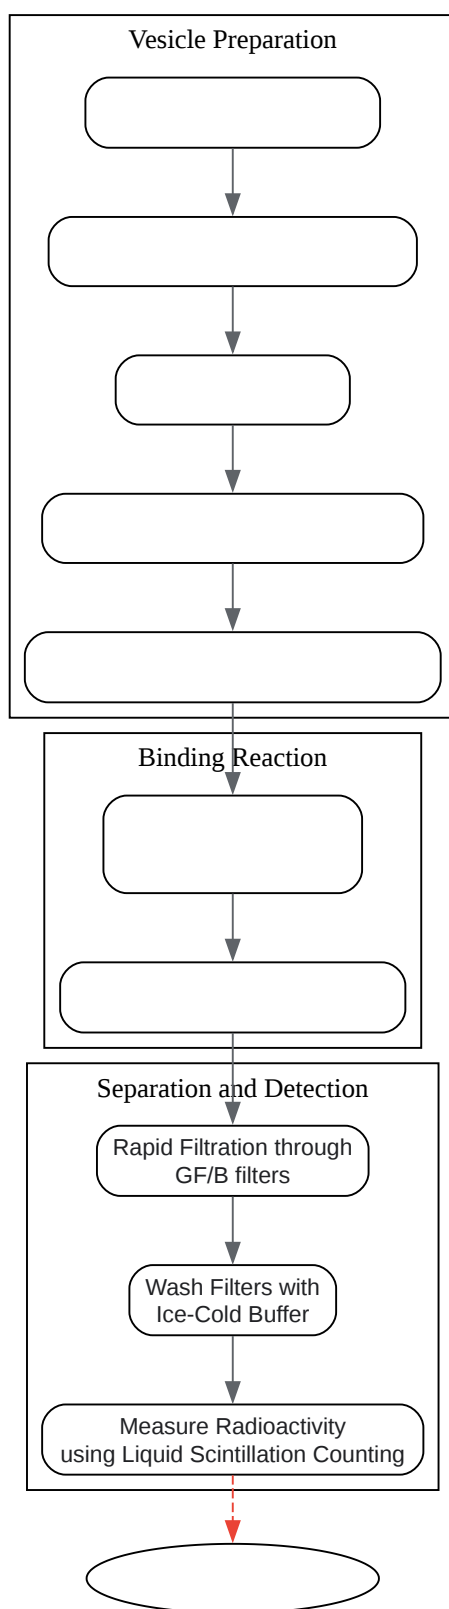 Vesicle Preparation
Binding Reaction
Separation and Detection
Rapid Filtration through
GF/B filters
Wash Filters with
Ice-Cold Buffer
Measure Radioactivity
using Liquid Scintillation Counting